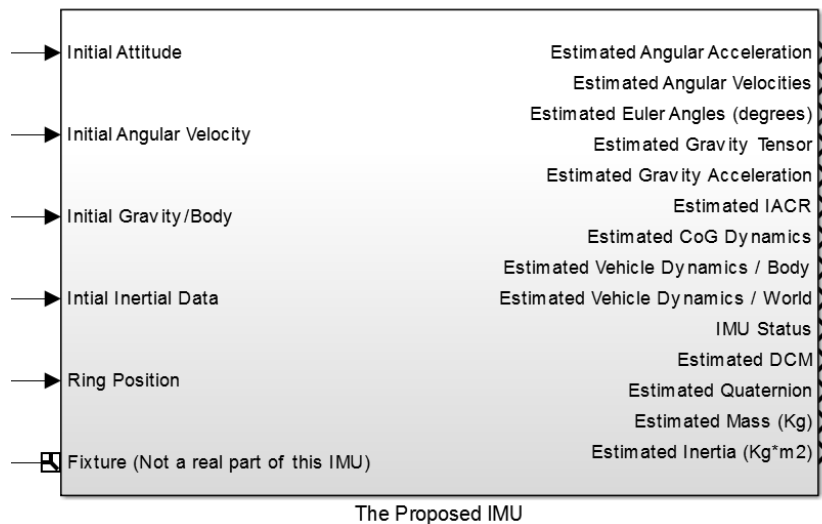 Initial Attitude
Initial Angular Velocity
Initial Gravity/Body
Intial Inertial Data
Ring Position
Fixture (Not a real part of this IMU)
Estimated Angular Acceleration
Estimated Angular Velocities
Estimated Euler Angles (degrees)
Estimated Gravity Tensor
Estimated Gravity Acceleration
Estimated IACR
Estimated CoG Dynamics
Estimated Vehicle Dynamics / Body
Estimated Vehicle Dynamics / World
IMU Status
Estimated DCM
Estimated Quaternion
Estimated Mass (Kg)
Estimated Inertia (Kg*m2)
The Proposed IMU